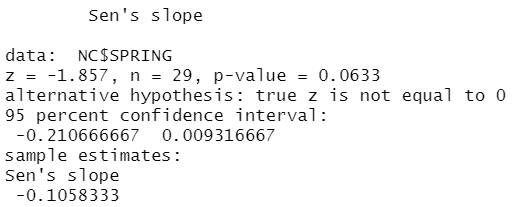 Sen's slope
data:  NC$SPRING
z = -1.857, n = 29, p-value = 0.0633
alternative hypothesis: true z is not equal to 0
95 percent confidence interval:
 -0.210666667  0.009316667
sample estimates:
Sen's slope
 -0.1058333